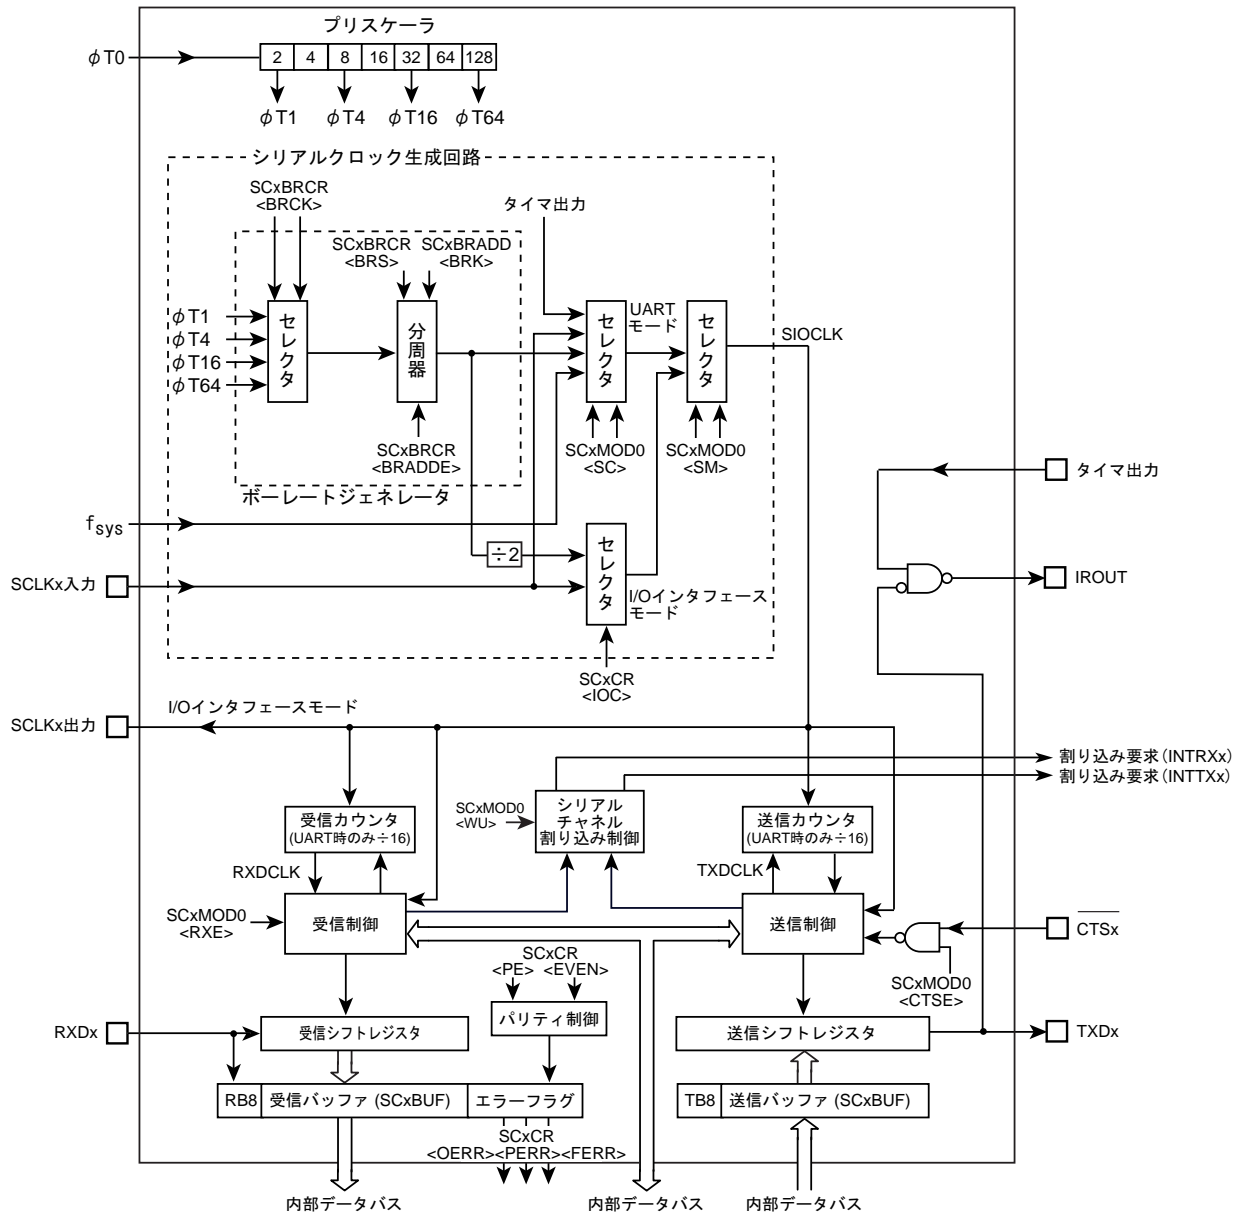 プリスケーラ
φT0
2 4 8 16 32 64 128
φT1 φT4 φT16 φT64
シリアルクロック生成回路
SCxBRCR
<BRCK>
タイマ出力
SCxBRCR
<BRS>
SCxBRADD
<BRK>
φT1
φT4
φT16
φT64
セレクタ
分周器
セレクタ
UART
モード
セレクタ
SIOCLK
SCxBRCR
<BRADDE>
SCxMOD0
<SC>
SCxMOD0
<SM>
ボーレートジェネレータ
タイマ出力
fsys
÷2
セレクタ
SCLKx入力
I/Oインタフェース
モード
IROUT
SCxCR
<IOC>
SCLKx出力
I/Oインタフェースモード
割り込み要求(INTRXx)
割り込み要求(INTTXx)
受信カウンタ
(UART時のみ÷16)
SCxMOD0
<WU>
シリアル
チャネル
割り込み制御
送信カウンタ
(UART時のみ÷16)
RXDCLK
TXDCLK
SCxMOD0
<RXE>
受信制御
送信制御
CTSx
SCxCR
<PE> <EVEN>
SCxMOD0
<CTSE>
パリティ制御
RXDx
受信シフトレジスタ
送信シフトレジスタ
TXDx
RB8 受信バッファ (SCxBUF) エラーフラグ
TB8 送信バッファ (SCxBUF)
SCxCR
<OERR><PERR><FERR>
内部データバス 内部データバス 内部データバス